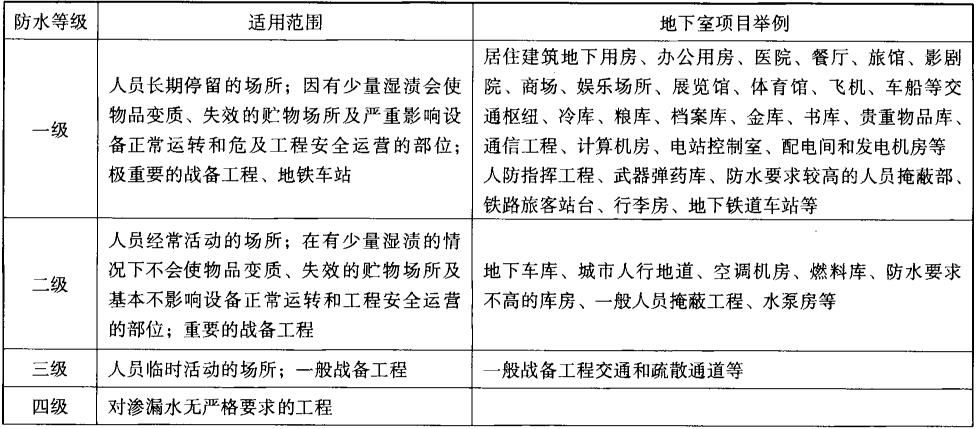 防水等级 适用范围 地下室项目举例
一级
人员长期停留的场所；因有少量湿渍会使
物品变质、失效的贮物场所及严重影响设
备正常运转和危及工程安全运营的部位；
极重要的战备工程、地铁车站
居住建筑地下用房、办公用房、医院、餐厅、旅馆、影剧
院、商场、娱乐场所、展览馆、体育馆、飞机、车船等交
通枢纽、冷库、粮库、档案库、金库、书库、贵重物品库、
通信工程、计算机房、电站控制室、配电间和发电机房等
人防指挥工程、武器弹药库、防水要求较高的人员掩蔽部、
铁路旅客站台、行李房、地下铁道车站等
二级
人员经常活动的场所；在有少量湿渍的情
况下不会使物品变质、失效的贮物场所及
基本不影响设备正常运转和工程安全运营
的部位；重要的战备工程
地下车库、城市人行地道、空调机房、燃料库、防水要求
不高的库房、一般人员掩蔽工程、水泵房等
三级 人员临时活动的场所；一般战备工程 一般战备工程交通和疏散通道等
四级 对渗漏水无严格要求的工程